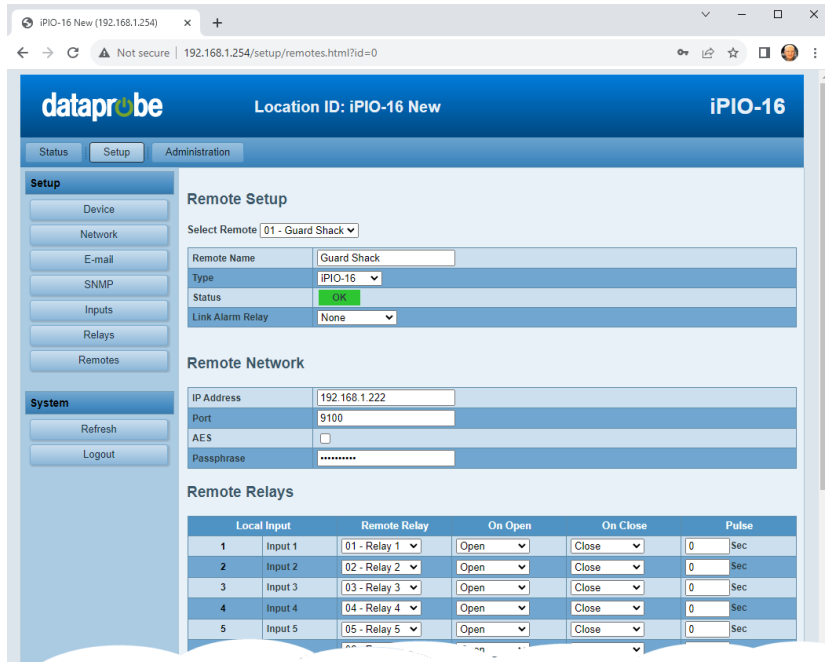 iPIO-16 New (192.168.1.254)
Not secure 192.168.1.254/setup/remotes.html?id=0
dataprobe Location ID: iPIO-16 New iPIO-16
Status Setup Administration
Setup
Device
Network
E-mail
SNMP
Inputs
Relays
Remotes
System
Refresh
Logout
Remote Setup
Select Remote 01 - Guard Shack
Remote Name Guard Shack
Type iPIO-16
Status OK
Link Alarm Relay None
Remote Network
IP Address 192.168.1.222
Port 9100
AES
Passphrase ••••••••••
Remote Relays
Local Input Remote Relay On Open On Close Pulse
1 Input 1 01 - Relay 1 Open Close 0 Sec
2 Input 2 02 - Relay 2 Open Close 0 Sec
3 Input 3 03 - Relay 3 Open Close 0 Sec
4 Input 4 04 - Relay 4 Open Close 0 Sec
5 Input 5 05 - Relay 5 Open Close 0 Sec